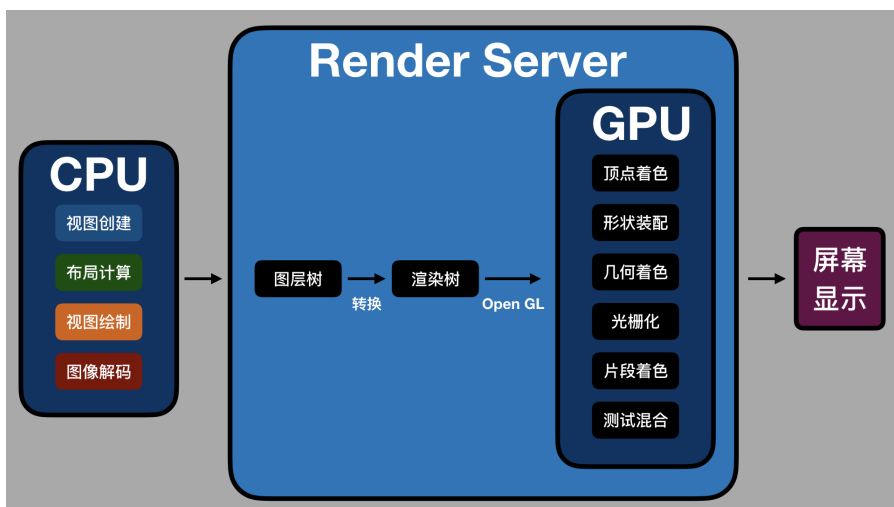 Render Server
CPU
视图创建
布局计算
视图绘制
图像解码
图层树
转换
渲染树
Open GL
GPU
顶点着色
形状装配
几何着色
光栅化
片段着色
测试混合
屏幕
显示